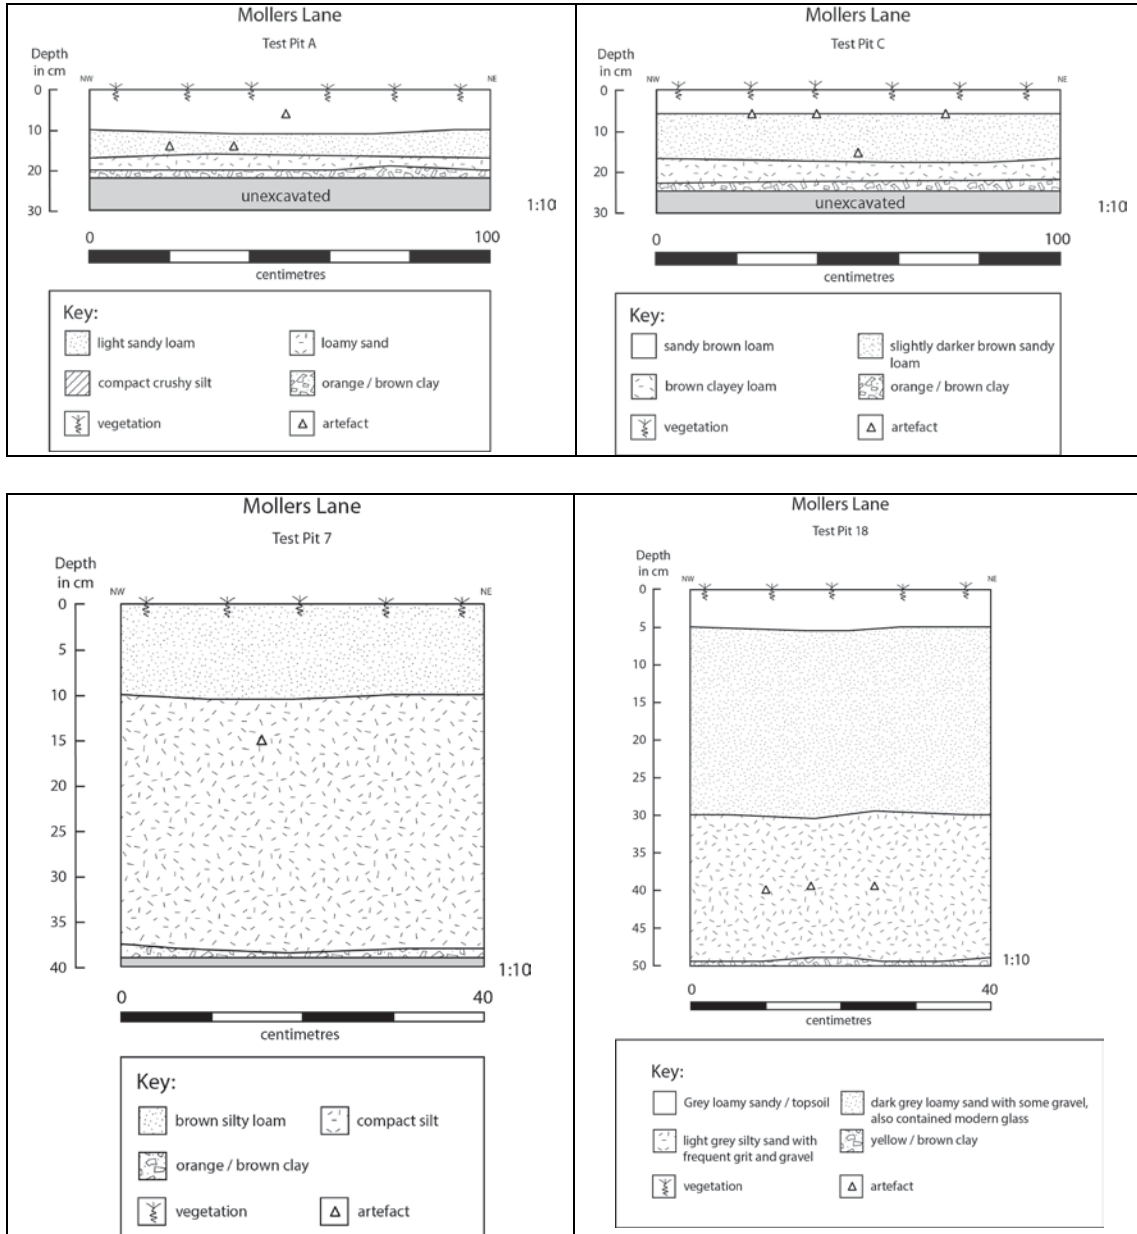 Mollers Lane
Test Pit A
Depth
in cm
NW
NE
0
10
20
30
unexcavated
1:10
0
100
centimetres
Key:
light sandy loam
loamy sand
compact crushy silt
orange / brown clay
vegetation
artefact
Mollers Lane
Test Pit C
Depth
in cm
NW
NE
0
10
20
30
unexcavated
1:10
0
100
centimetres
Key:
sandy brown loam
slightly darker brown sandy
loam
brown clayey loam
orange / brown clay
vegetation
artefact
Mollers Lane
Test Pit 7
Depth
in cm
NW
NE
0
5
10
15
20
25
30
35
40
1:10
0
40
centimetres
Key:
brown silty loam
compact silt
orange / brown clay
vegetation
artefact
Mollers Lane
Test Pit 18
Depth
in cm
NW
NE
0
5
10
15
20
25
30
40
45
50
1:10
0
40
centimetres
Key:
Grey loamy sandy / topsoil
dark grey loamy sand with some gravel,
also contained modern glass
light grey silty sand with
frequent grit and gravel
yellow / brown clay
vegetation
artefact